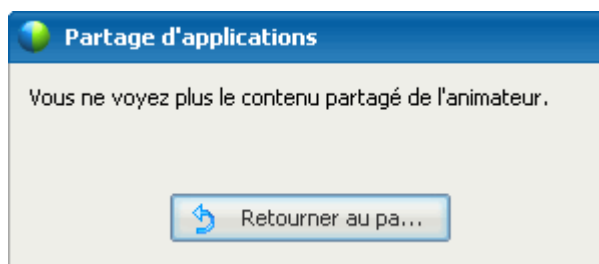 Partage d'applications
Vous ne voyez plus le contenu partagé de l'animateur.
Retourner au pa...